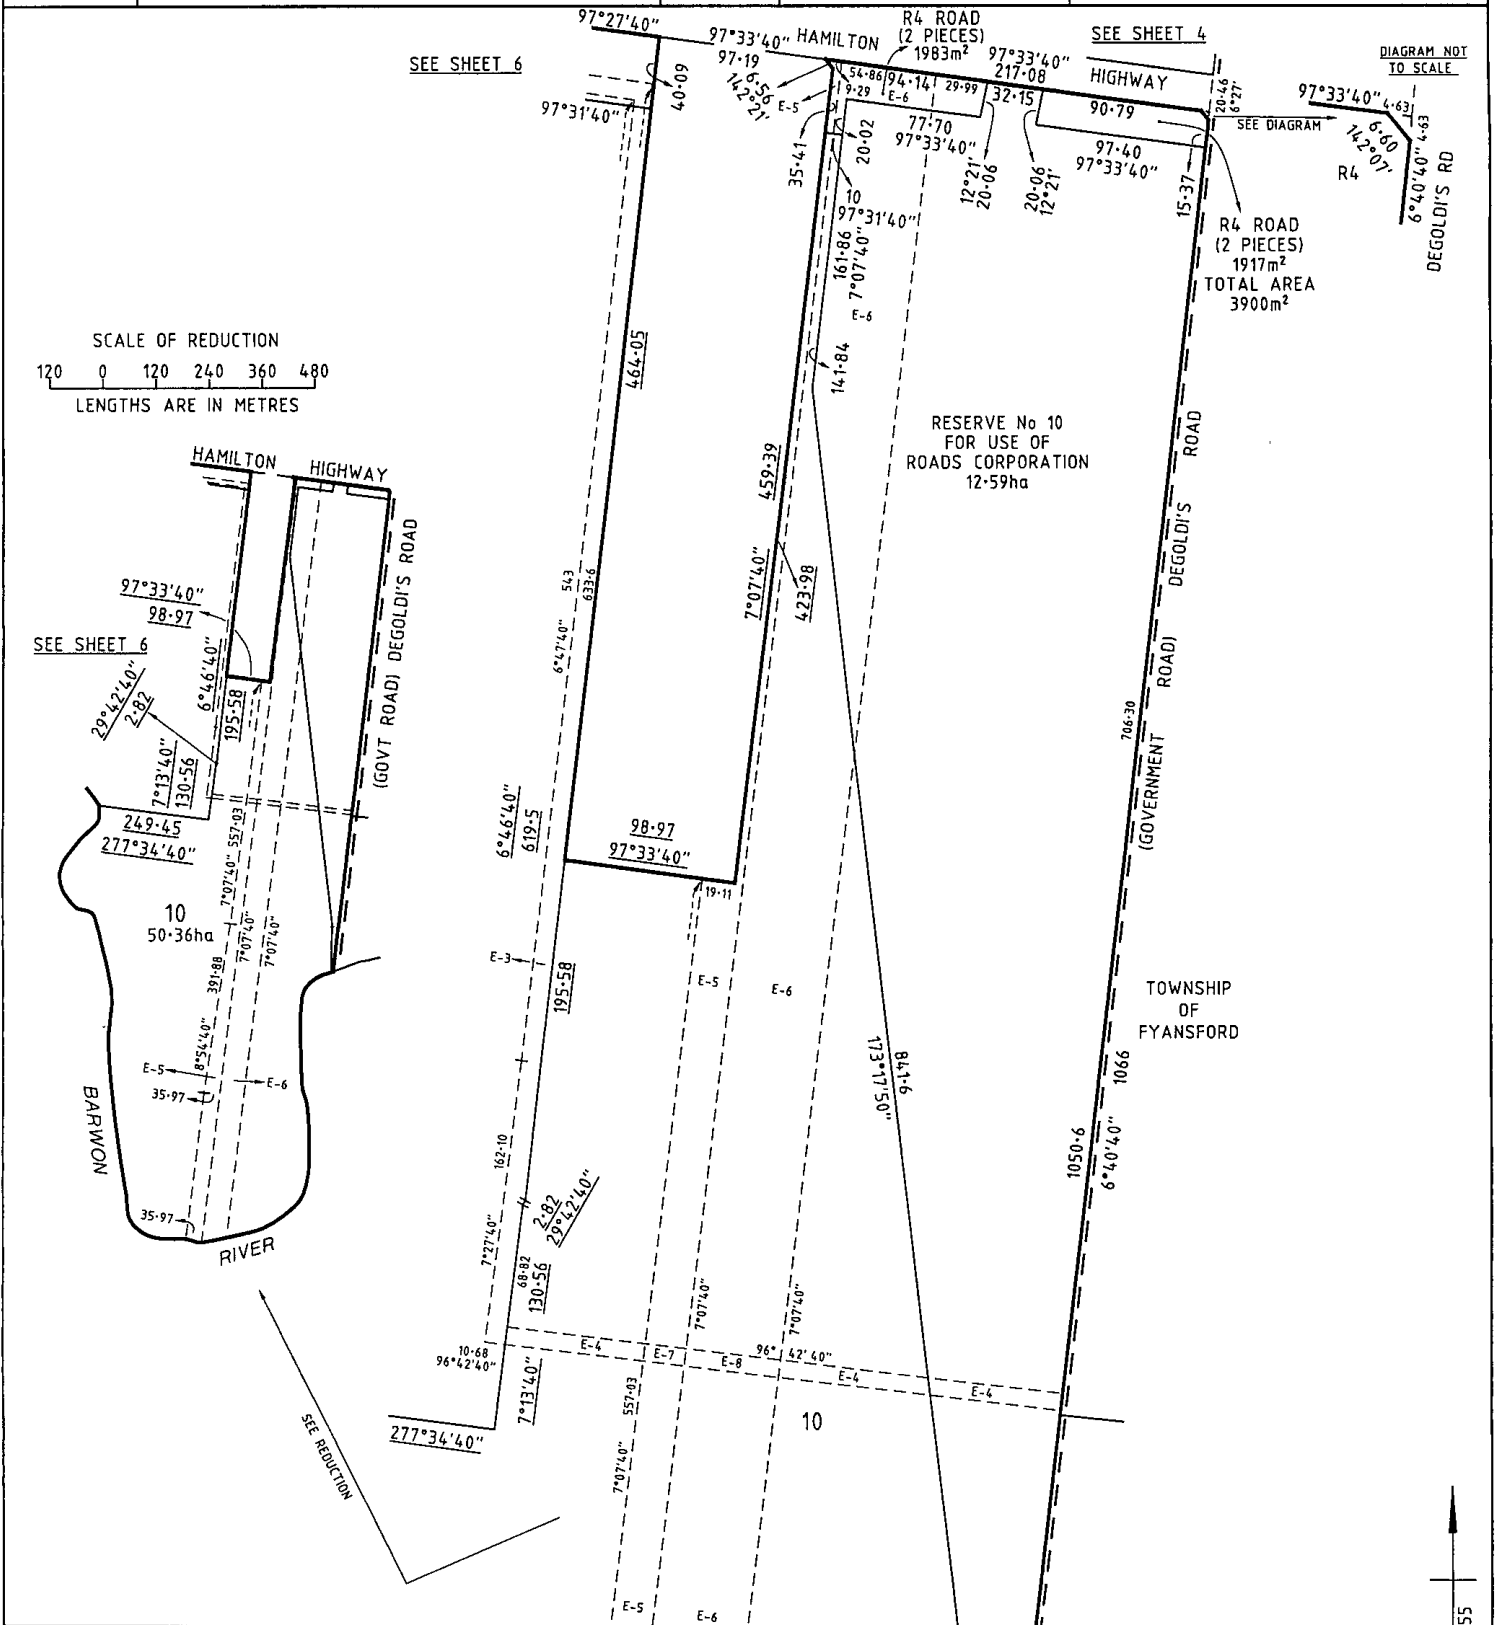 97°27'40"
97°33'40"
HAMILTON
R4 ROAD
(2 PIECES)
1983m²
97°33'40"
217·08
HIGHWAY
SEE SHEET 4
DIAGRAM NOT
TO SCALE
SEE SHEET 6
40·09
97·19
6·56
142°21'
E-5
54·86
94·14
29·99
9·29
E-6
32·15
90·79
20·46
SEE DIAGRAM
97°33'40"
4·63
4·63
6·60
142°07'
R4
6°40'40"
DEGOLDI'S RD
97°31'40"
35·41
20·02
77·70
97°33'40"
12°21'
20·06
20·06
12°21'
97·40
97°33'40"
15·37
10
97°31'40"
161·86
7°07'40"
E-6
R4 ROAD
(2 PIECES)
1917m²
TOTAL AREA
3900m²
SCALE OF REDUCTION
120 0 120 240 360 480
LENGTHS ARE IN METRES
464·05
141·84
RESERVE No 10
FOR USE OF
ROADS CORPORATION
12·59ha
459·39
7°07'40"
423·98
(GOVERNMENT ROAD) DEGOLDI'S ROAD
HAMILTON HIGHWAY
(GOVT ROAD) DEGOLDI'S ROAD
97°33'40"
98·97
SEE SHEET 6
6°46'40"
195·58
29°42'40"
2·82
7°13'40"
130·56
249·45
277°34'40"
557·03
7°07'40"
7°07'40"
7°07'40"
10
50·36ha
391·88
8°54'40"
E-5
E-6
35·97
35·97
BARWON
RIVER
543
633·6
6°47'40"
706·30
6°46'40"
619·5
98·97
97°33'40"
19·11
E-3
195·58
E-5
E-6
TOWNSHIP
OF
FYANSFORD
841·6
173°17'50"
1066
1050·6
6°40'40"
162·10
7°27'40"
2·82
29°42'40"
68·82
130·56
7°07'40"
7°07'40"
10·68
96°42'40"
E-4
E-7
E-8
96° 42'40"
E-4
E-4
7°13'40"
557·03
7°07'40"
10
277°34'40"
SEE REDUCTION
E-5
E-6
55